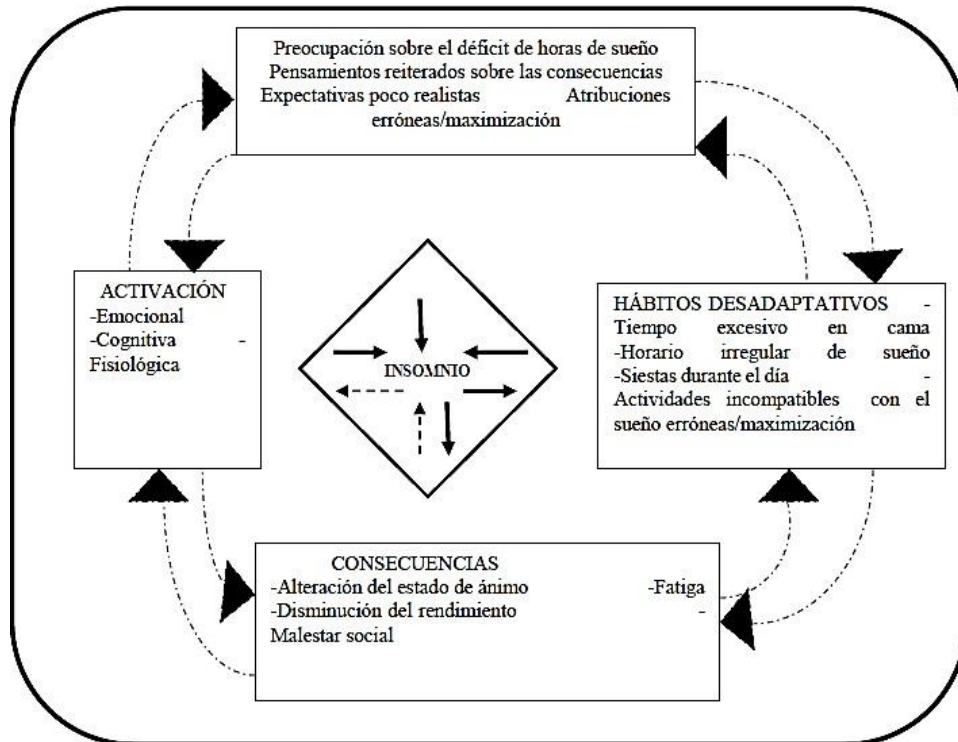 Preocupación sobre el déficit de horas de sueño
Pensamientos reiterados sobre las consecuencias
Expectativas poco realistas Atribuciones
erróneas/maximización
ACTIVACIÓN
-Emocional
-Cognitiva -
Fisiológica
INSOMNIO
HÁBITOS DESADAPTATIVOS -
Tiempo excesivo en cama
-Horario irregular de sueño
-Siestas durante el día -
Actividades incompatibles con el
sueño erróneas/maximización
CONSECUENCIAS
-Alteración del estado de ánimo -Fatiga
-Disminución del rendimiento -
Malestar social